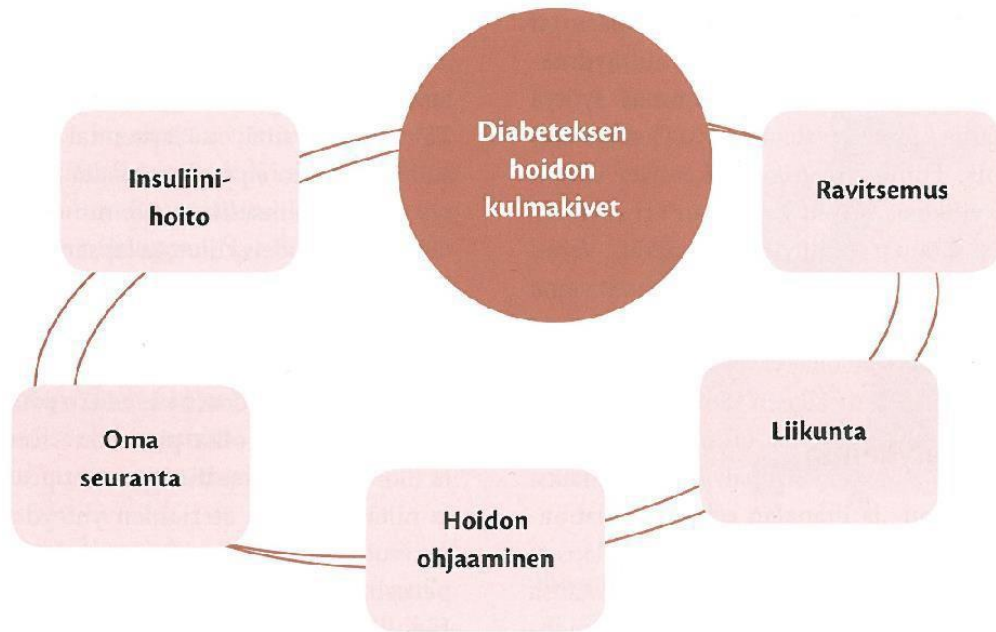 Diabeteksen
hoidon
kulmakivet
Ravitsemus
Liikunta
Hoidon
ohjaaminen
Oma
seuranta
Insuliini-
hoito